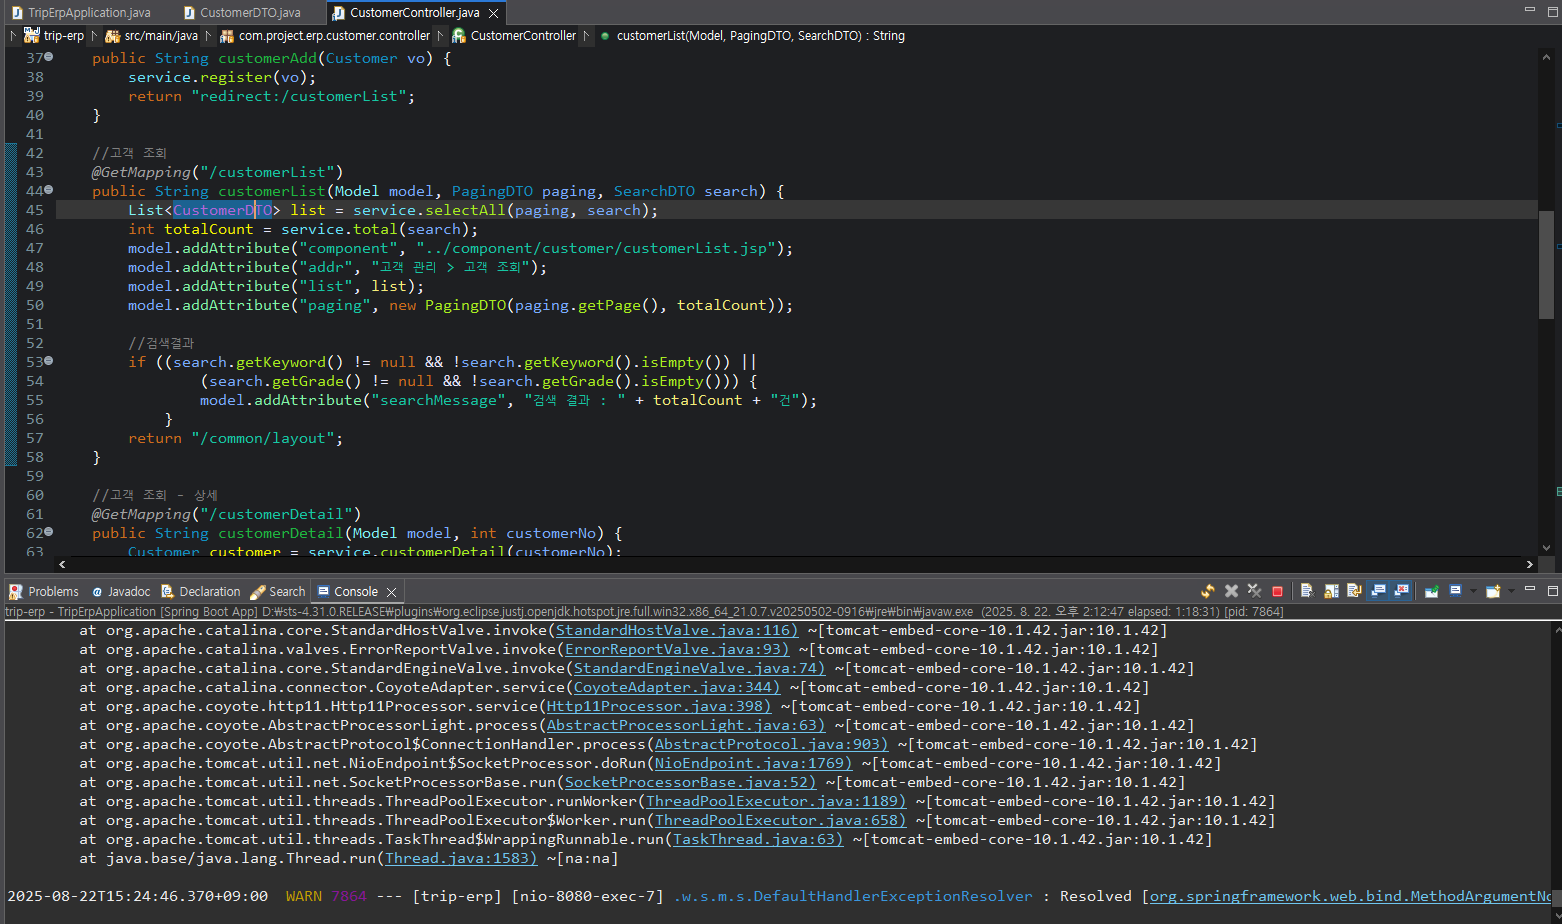 TripErpApplication.java CustomerDTO.java CustomerController.java
trip-erp src/main/java com.project.erp.customer.controller CustomerController customerList(Model, PagingDTO, SearchDTO) : String
37 public String customerAdd(Customer vo) {
38 service.register(vo);
39 return "redirect:/customerList";
40 }
41
42 //고객 조회
43 @GetMapping("/customerList")
44 public String customerList(Model model, PagingDTO paging, SearchDTO search) {
45 List<CustomerDTO> list = service.selectAll(paging, search);
46 int totalCount = service.total(search);
47 model.addAttribute("component", "../component/customer/customerList.jsp");
48 model.addAttribute("addr", "고객 관리 > 고객 조회");
49 model.addAttribute("list", list);
50 model.addAttribute("paging", new PagingDTO(paging.getPage(), totalCount));
51
52 //검색결과
53 if ((search.getKeyword() != null && !search.getKeyword().isEmpty()) ||
54 (search.getGrade() != null && !search.getGrade().isEmpty())) {
55 model.addAttribute("searchMessage", "검색 결과 : " + totalCount + "건");
56 }
57 return "/common/layout";
58 }
59
60 //고객 조회 - 상세
61 @GetMapping("/customerDetail")
62 public String customerDetail(Model model, int customerNo) {
63 Customer customer = service.customerDetail(customerNo);
Problems Javadoc Declaration Search Console
trip-erp - TripErpApplication [Spring Boot App] D:₩sts-4.31.0.RELEASE₩plugins₩org.eclipse.justj.openjdk.hotspot.jre.full.win32.x86_64_21.0.7.v20250502-0916₩jre₩bin₩javaw.exe (2025. 8. 22. 오후 2:12:47 elapsed: 1:18:31) [pid: 7864]
at org.apache.catalina.core.StandardHostValve.invoke(StandardHostValve.java:116) ~[tomcat-embed-core-10.1.42.jar:10.1.42]
at org.apache.catalina.valves.ErrorReportValve.invoke(ErrorReportValve.java:93) ~[tomcat-embed-core-10.1.42.jar:10.1.42]
at org.apache.catalina.core.StandardEngineValve.invoke(StandardEngineValve.java:74) ~[tomcat-embed-core-10.1.42.jar:10.1.42]
at org.apache.catalina.connector.CoyoteAdapter.service(CoyoteAdapter.java:344) ~[tomcat-embed-core-10.1.42.jar:10.1.42]
at org.apache.coyote.http11.Http11Processor.service(Http11Processor.java:398) ~[tomcat-embed-core-10.1.42.jar:10.1.42]
at org.apache.coyote.AbstractProcessorLight.process(AbstractProcessorLight.java:63) ~[tomcat-embed-core-10.1.42.jar:10.1.42]
at org.apache.coyote.AbstractProtocol$ConnectionHandler.process(AbstractProtocol.java:903) ~[tomcat-embed-core-10.1.42.jar:10.1.42]
at org.apache.tomcat.util.net.NioEndpoint$SocketProcessor.doRun(NioEndpoint.java:1769) ~[tomcat-embed-core-10.1.42.jar:10.1.42]
at org.apache.tomcat.util.net.SocketProcessorBase.run(SocketProcessorBase.java:52) ~[tomcat-embed-core-10.1.42.jar:10.1.42]
at org.apache.tomcat.util.threads.ThreadPoolExecutor.runWorker(ThreadPoolExecutor.java:1189) ~[tomcat-embed-core-10.1.42.jar:10.1.42]
at org.apache.tomcat.util.threads.ThreadPoolExecutor$Worker.run(ThreadPoolExecutor.java:658) ~[tomcat-embed-core-10.1.42.jar:10.1.42]
at org.apache.tomcat.util.threads.TaskThread$WrappingRunnable.run(TaskThread.java:63) ~[tomcat-embed-core-10.1.42.jar:10.1.42]
at java.base/java.lang.Thread.run(Thread.java:1583) ~[na:na]
2025-08-22T15:24:46.370+09:00 WARN 7864 --- [trip-erp] [nio-8080-exec-7] .w.s.m.s.DefaultHandlerExceptionResolver : Resolved [org.springframework.web.bind.MethodArgumentNo